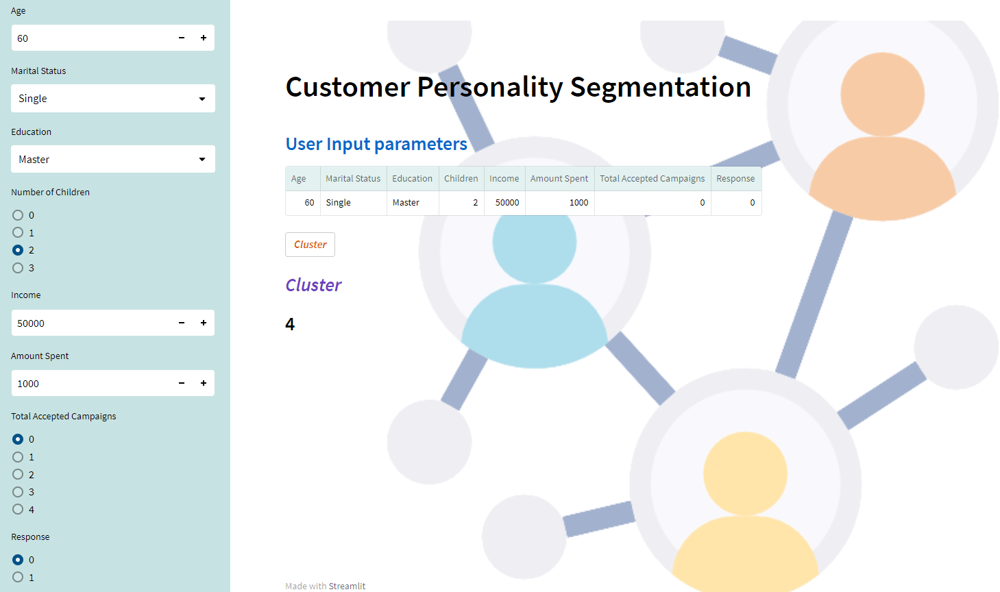 Age
60
Marital Status
Single
Education
Master
Number of Children
0
1
2
3
Income
50000
Amount Spent
1000
Total Accepted Campaigns
0
1
2
3
4
Response
0
1
Customer Personality Segmentation
User Input parameters
Age Marital Status Education Children Income Amount Spent Total Accepted Campaigns Response
60 Single Master 2 50000 1000 0 0
Cluster
Cluster
4
Made with Streamlit